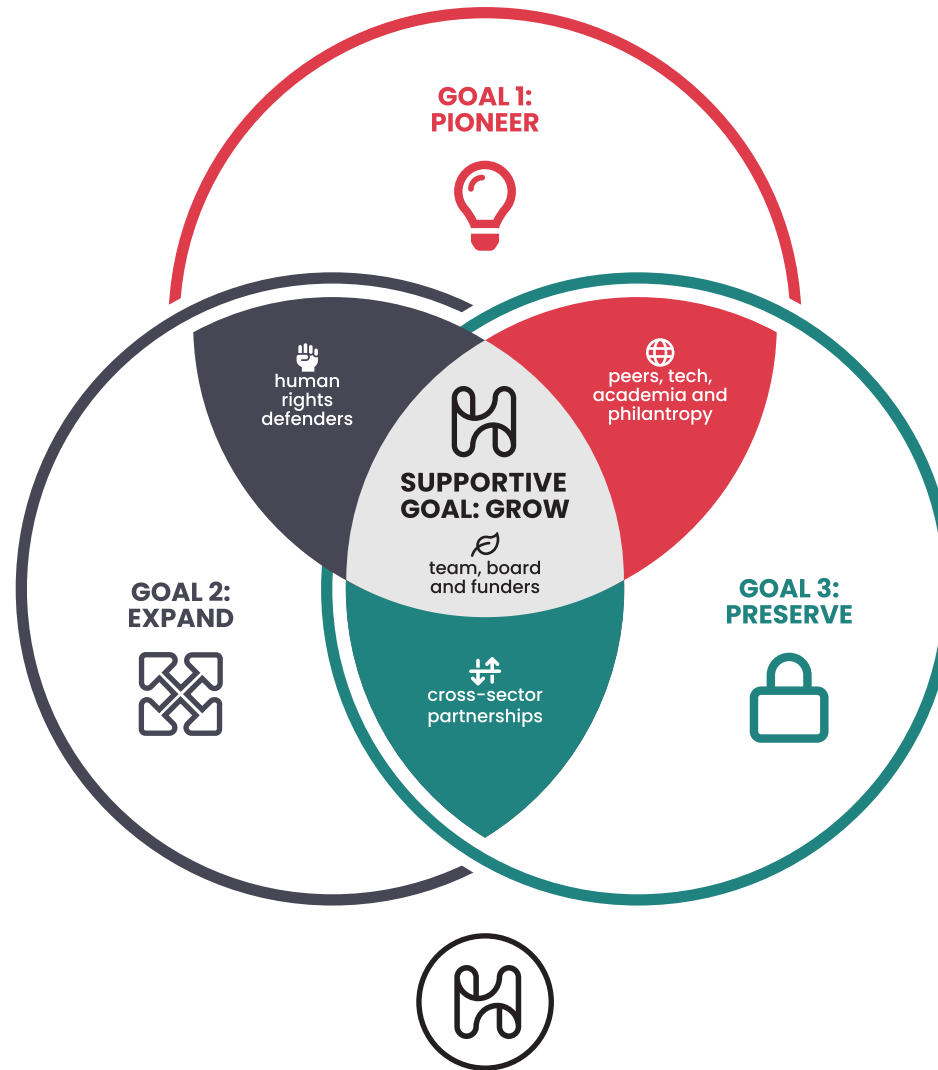 GOAL 1:
PIONEER
human
rights
defenders
peers, tech,
academia and
philantropy
SUPPORTIVE
GOAL: GROW
team, board
and funders
GOAL 2:
EXPAND
GOAL 3:
PRESERVE
cross-sector
partnerships